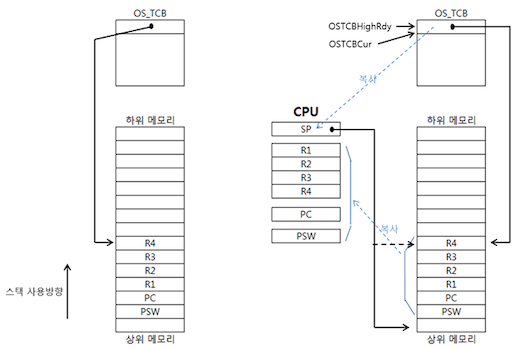 OS_TCB
하위 메모리
R4
R3
R2
R1
PC
PSW
상위 메모리
스택 사용방향
OS_TCB
OSTCBHighRdy
OSTCBCur
복사
CPU
SP
R1
R2
R3
R4
PC
PSW
복사
하위 메모리
R4
R3
R2
R1
PC
PSW
상위 메모리